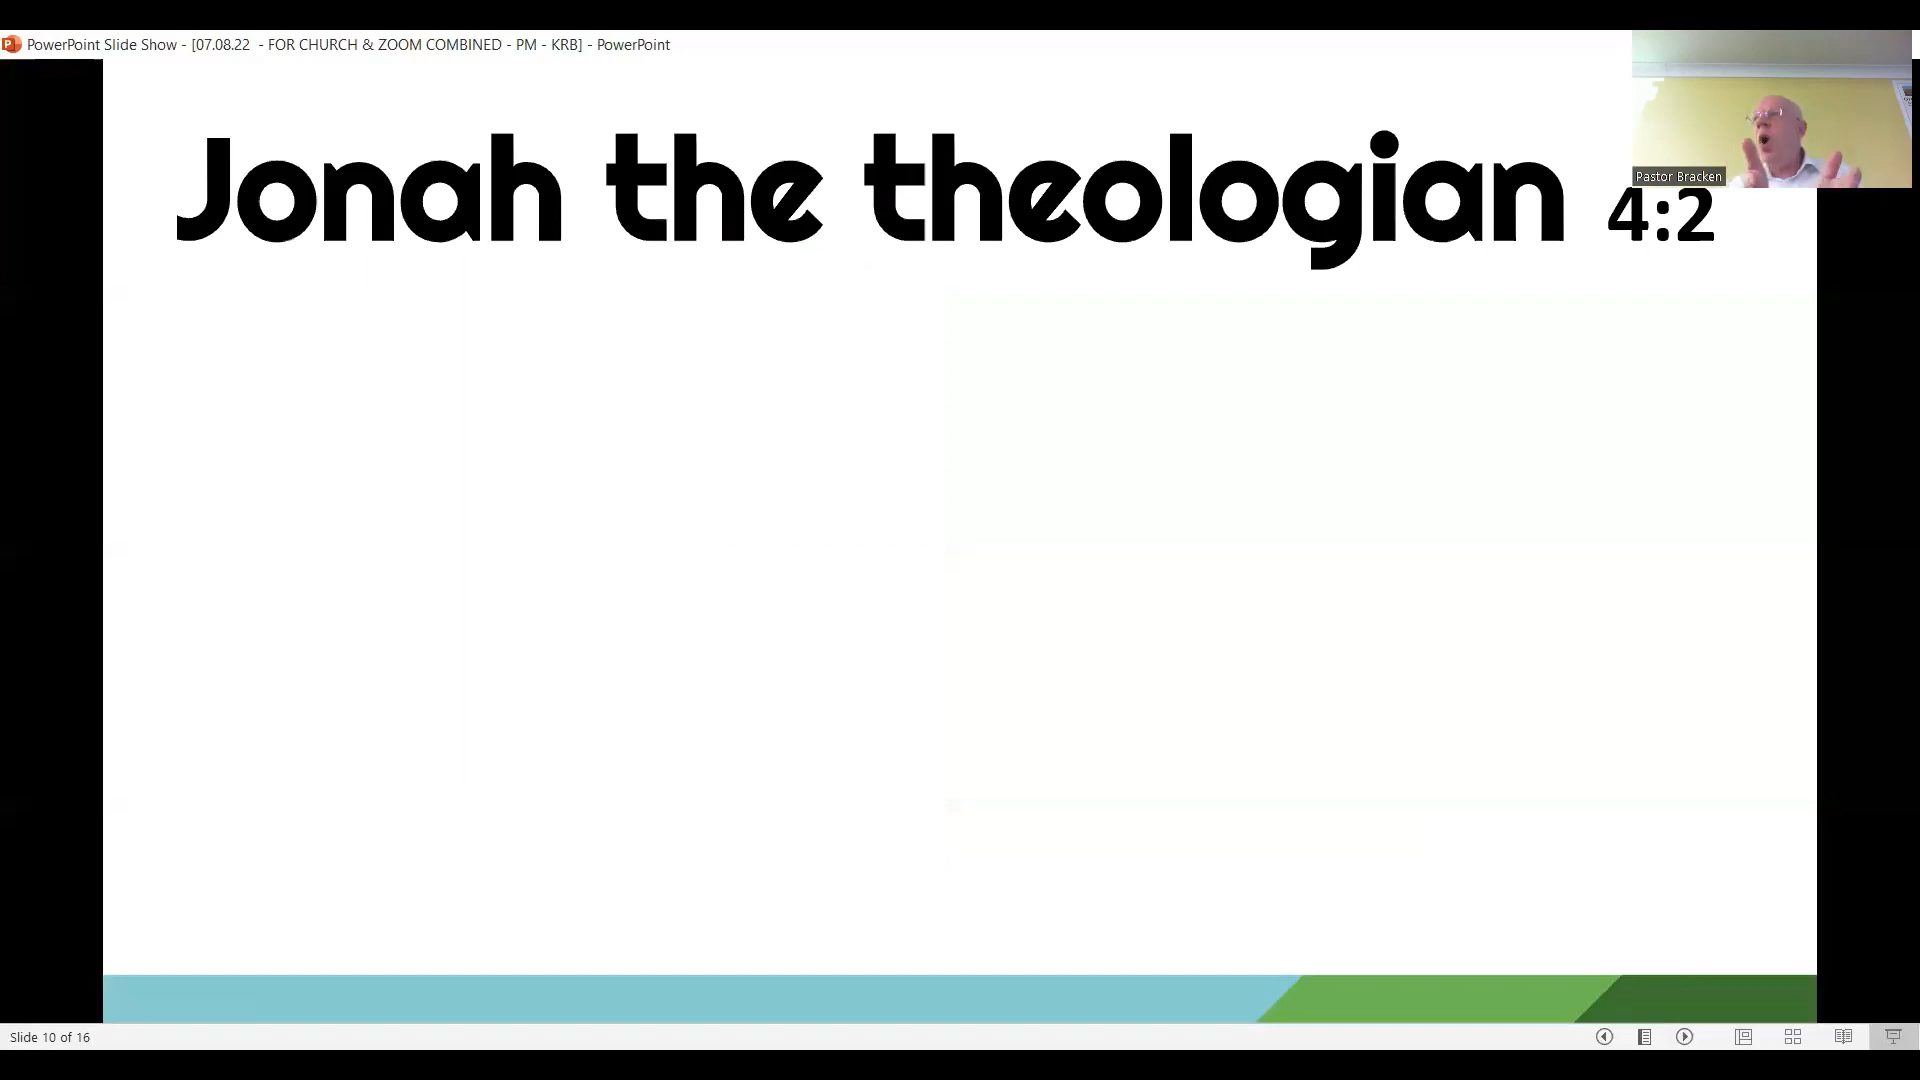 PowerPoint Slide Show - [07.08.22 - FOR CHURCH & ZOOM COMBINED - PM - KRB] - PowerPoint
Pastor Bracken
Jonah the theologian 4:2
Slide 10 of 16